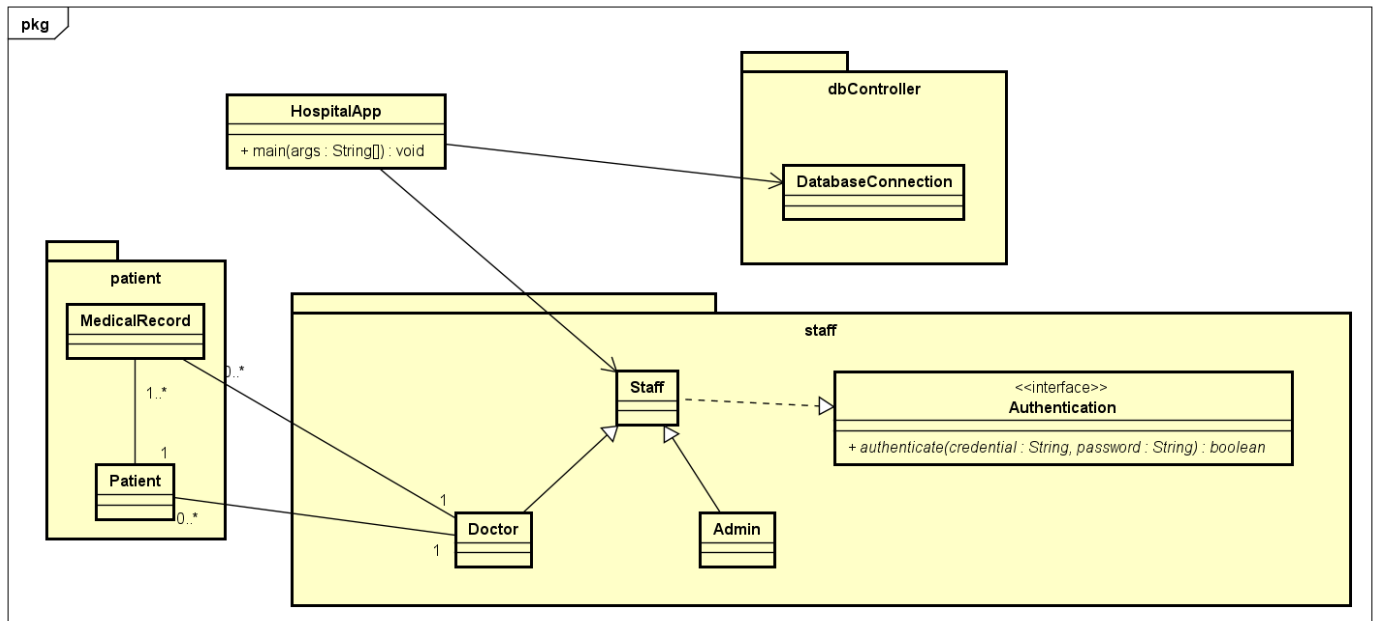 pkg
HospitalApp
+ main(args : String[]) : void
dbController
DatabaseConnection
patient
MedicalRecord
0..*
1..*
1
Patient
0..*
staff
Staff
<<interface>>
Authentication
+ authenticate(credential : String, password : String) : boolean
1
Doctor
1
Admin